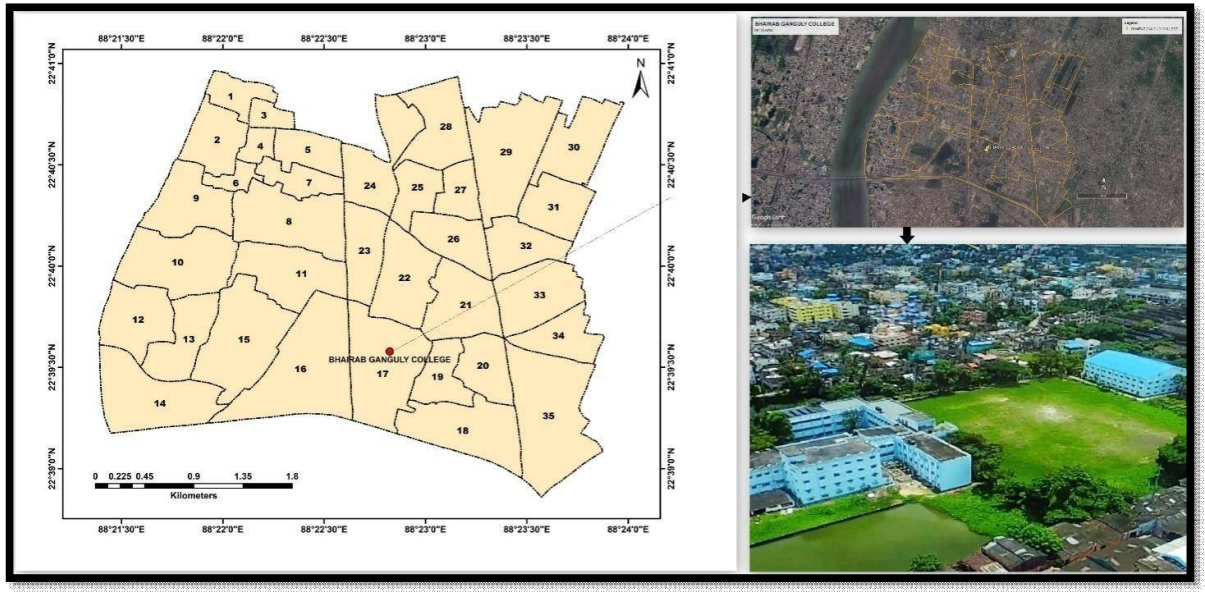 88°21'30"E 88°22'0"E 88°22'30"E 88°23'0"E 88°23'30"E 88°24'0"E
22°41'0"N
22°40'30"N
22°40'0"N
22°39'30"N
22°39'0"N
N
1
3
2
4
5
28
29
30
6
7
24
25
27
31
9
8
26
32
23
10
11
22
21
33
12
13
15
34
BHAIRAB GANGULY COLLEGE
16
17
19
20
14
18
35
0 0.225 0.45 0.9 1.35 1.8
Kilometers
22°41'0"N
22°40'30"N
22°40'0"N
22°39'30"N
22°39'0"N
88°21'30"E 88°22'0"E 88°22'30"E 88°23'0"E 88°23'30"E 88°24'0"E
BHAIRAB GANGULY COLLEGE
Legend
Google Earth
N